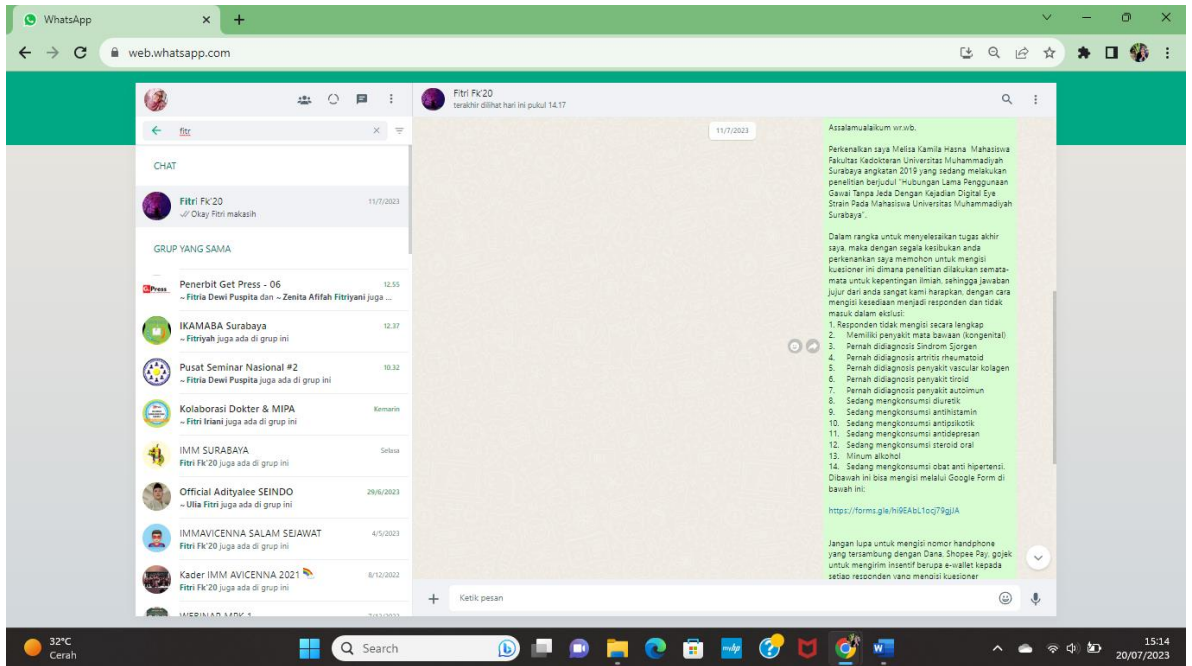 WhatsApp
web.whatsapp.com
fitr
CHAT
Fitri Fk'20
11/7/2023
Okay Fitri makasih
GRUP YANG SAMA
Penerbit Get Press - 06
12.55
~ Fitria Dewi Puspita dan ~ Zenita Afifah Fitriyani juga ...
IKAMABA Surabaya
12.37
~ Fitriyah juga ada di grup ini
Pusat Seminar Nasional #2
10.32
~ Fitria Dewi Puspita juga ada di grup ini
Kolaborasi Dokter & MIPA
Kemarin
~ Fitri Iriani juga ada di grup ini
IMM SURABAYA
Selasa
Fitri Fk'20 juga ada di grup ini
Official Adityalee SEINDO
29/6/2023
~ Ulia Fitri juga ada di grup ini
IMMAVICENNA SALAM SEJAWAT
4/5/2023
Fitri Fk'20 juga ada di grup ini
Kader IMM AVICENNA 2021
8/12/2022
Fitri Fk'20 juga ada di grup ini
Fitri Fk'20
terakhir dilihat hari ini pukul 14.17
11/7/2023
Assalamualaikum wr.wb.
Perkenalkan saya Melisa Kamila Hasna Mahasiswa
Fakultas Kedokteran Universitas Muhammadiyah
Surabaya angkatan 2019 yang sedang melakukan
penelitian berjudul "Hubungan Lama Penggunaan
Gawai Tanpa Jeda Dengan Kejadian Digital Eye
Strain Pada Mahasiswa Universitas Muhammadiyah
Surabaya".
Dalam rangka untuk menyelesaikan tugas akhir
saya, maka dengan segala kesibukan anda
perkenankan saya memohon untuk mengisi
kuesioner ini dimana penelitian dilakukan semata-
mata untuk kepentingan ilmiah, sehingga jawaban
jujur dari anda sangat kami harapkan, dengan cara
mengisi kesediaan menjadi responden dan tidak
masuk dalam ekslusi:
1. Responden tidak mengisi secara lengkap
2. Memiliki penyakit mata bawaan (kongenital)
3. Pernah didiagnosis Sindrom Sjorgen
4. Pernah didiagnosis artritis rheumatoid
5. Pernah didiagnosis penyakit vascular kolagen
6. Pernah didiagnosis penyakit tiroid
7. Pernah didiagnosis penyakit autoimun
8. Sedang mengkonsumsi diuretik
9. Sedang mengkonsumsi antihistamin
10. Sedang mengkonsumsi antipsikotik
11. Sedang mengkonsumsi antidepresan
12. Sedang mengkonsumsi steroid oral
13. Minum alkohol
14. Sedang mengkonsumsi obat anti hipertensi.
Dibawah ini bisa mengisi melalui Google Form di
bawah ini:
https://forms.gle/hi9EAbL1ocj79gjJA
Jangan lupa untuk mengisi nomor handphone
yang tersambung dengan Dana, Shopee Pay, gojek
untuk mengirim insentif berupa e-wallet kepada
setiap responden yang mengisi kuesioner
Ketik pesan
32°C
Cerah
Search
15:14
20/07/2023